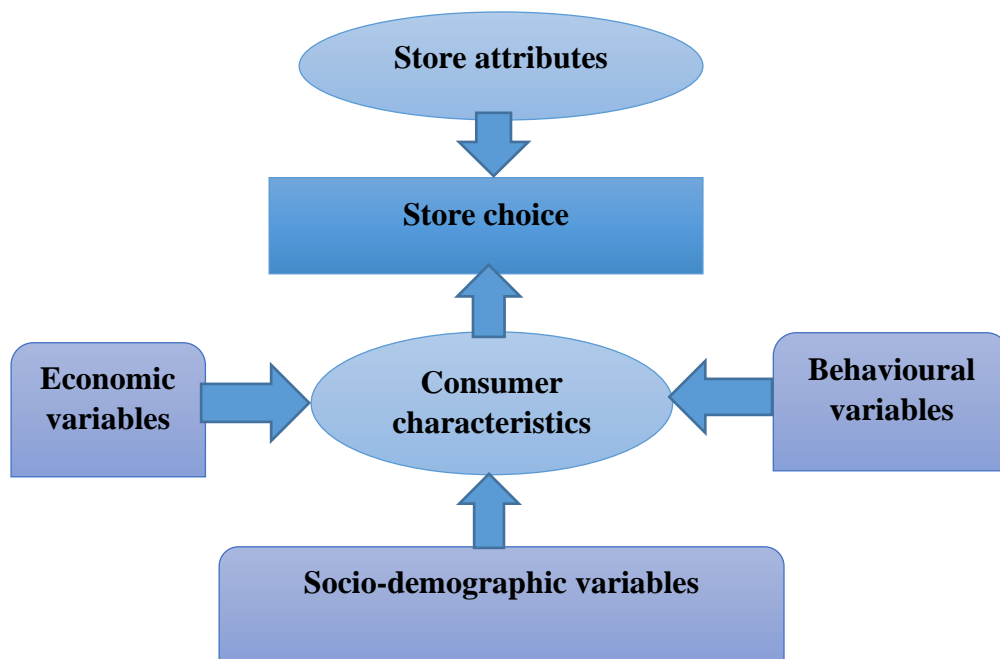 Store attributes
Store choice
Economic
variables
Consumer
characteristics
Behavioural
variables
Socio-demographic variables